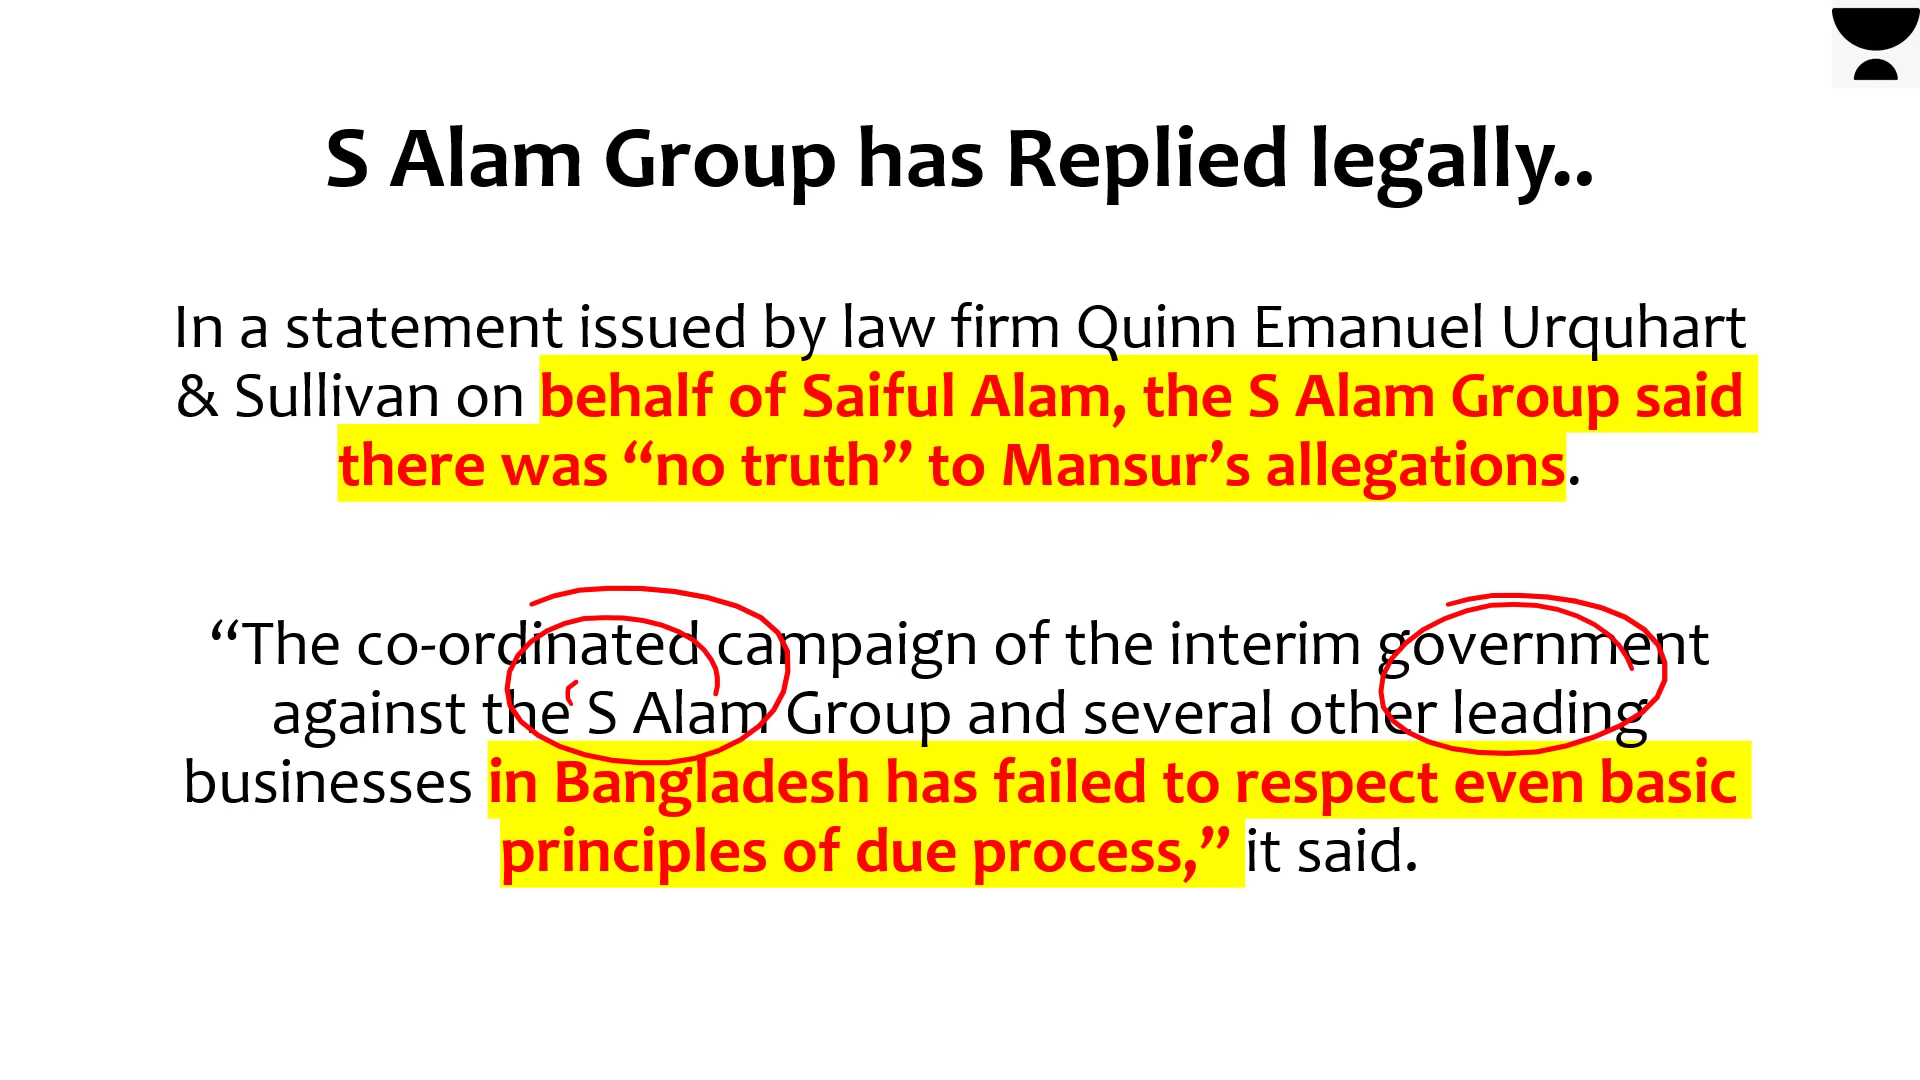 S Alam Group has Replied legally..
In a statement issued by law firm Quinn Emanuel Urquhart
& Sullivan on behalf of Saiful Alam, the S Alam Group said
there was “no truth” to Mansur’s allegations.
“The co-ordinated campaign of the interim government
against the S Alam Group and several other leading
businesses in Bangladesh has failed to respect even basic
principles of due process,” it said.